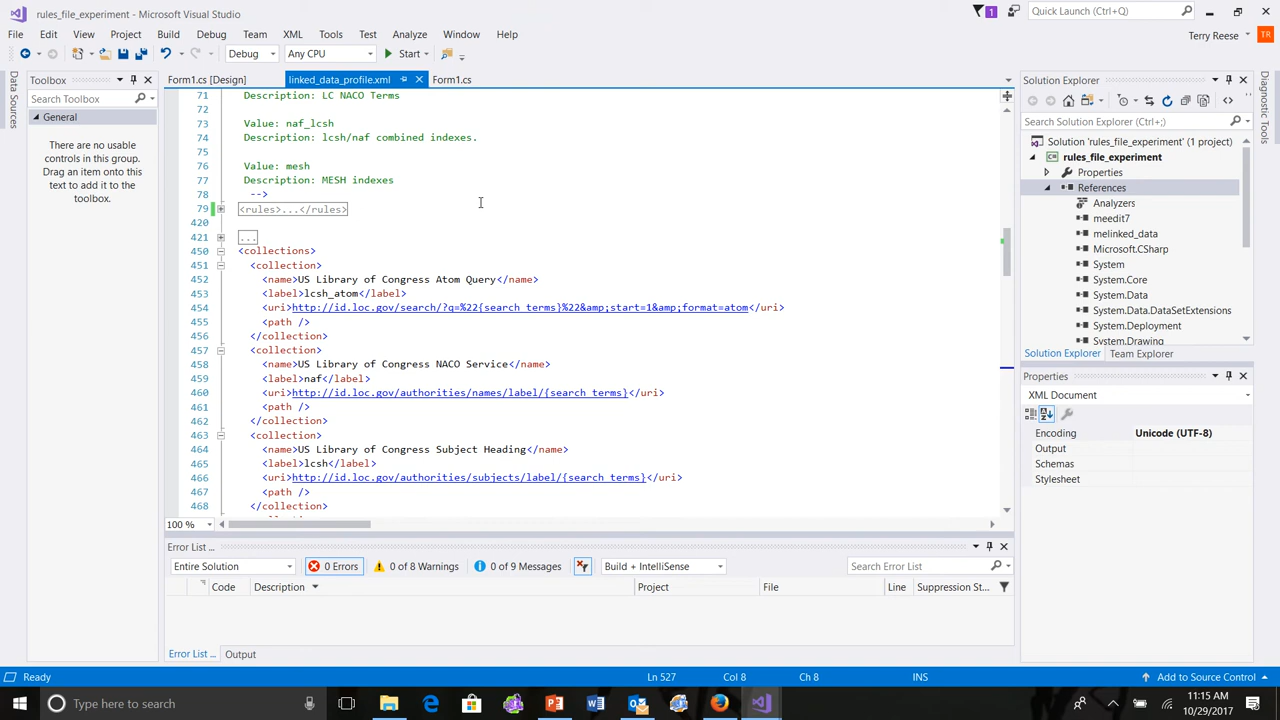 rules_file_experiment - Microsoft Visual Studio
1
Quick Launch (Ctrl+Q)
File Edit View Project Build Debug Team XML Tools Test Analyze Window Help
Terry Reese TR
Debug Any CPU Start
Data Sources
Toolbox
Search Toolbox
General
There are no usable
controls in this group.
Drag an item onto this
text to add it to the
toolbox.
Form1.cs [Design] linked_data_profile.xml Form1.cs
71 Description: LC NACO Terms
72
73 Value: naf_lcsh
74 Description: lcsh/naf combined indexes.
75
76 Value: mesh
77 Description: MESH indexes
78 -->
79 <rules>...</rules>
420
421 ...
450 <collections>
451 <collection>
452 <name>US Library of Congress Atom Query</name>
453 <label>lcsh_atom</label>
454 <uri>http://id.loc.gov/search/?q=%22{search_terms}%22&amp;start=1&amp;format=atom</uri>
455 <path />
456 </collection>
457 <collection>
458 <name>US Library of Congress NACO Service</name>
459 <label>naf</label>
460 <uri>http://id.loc.gov/authorities/names/label/{search_terms}</uri>
461 <path />
462 </collection>
463 <collection>
464 <name>US Library of Congress Subject Heading</name>
465 <label>lcsh</label>
466 <uri>http://id.loc.gov/authorities/subjects/label/{search_terms}</uri>
467 <path />
468 </collection>
100 %
Solution Explorer
Search Solution Explorer (Ctrl+;)
Solution 'rules_file_experiment' (1 project)
rules_file_experiment
Properties
References
Analyzers
meedit7
melinked_data
Microsoft.CSharp
System
System.Core
System.Data
System.Data.DataSetExtensions
System.Deployment
System.Drawing
Solution Explorer Team Explorer
Diagnostic Tools
Properties
XML Document
Encoding Unicode (UTF-8)
Output
Schemas
Stylesheet
Error List ...
Entire Solution 0 Errors 0 of 8 Warnings 0 of 9 Messages Build + IntelliSense Search Error List
Code Description Project File Line Suppression St...
Error List ... Output
Ready Ln 527 Col 8 Ch 8 INS Add to Source Control
Type here to search
11:15 AM
10/29/2017